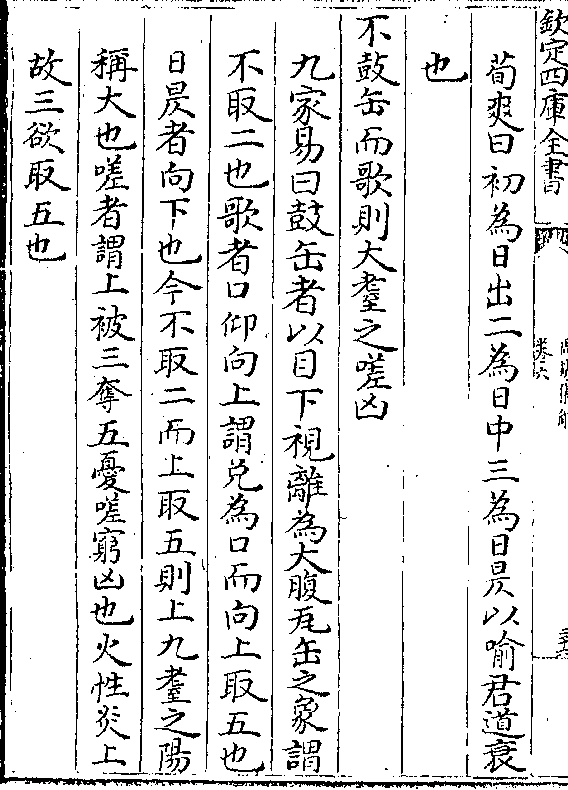 欽定四庫全書
卷六
荀爽曰初為日出二為日中三為日昃以喻君道衰
也
不鼓缶而歌則大耋之嗟凶
九家易曰鼓缶者以目下視離為大腹瓦缶之象謂
不取二也歌者口仰向上謂兌為口而向上取五也
日昃者向下也今不取二而上取五則上九耋之陽
稱大也嗟者謂上被三奪五憂嗟窮凶也火性炎上
故三欲取五也